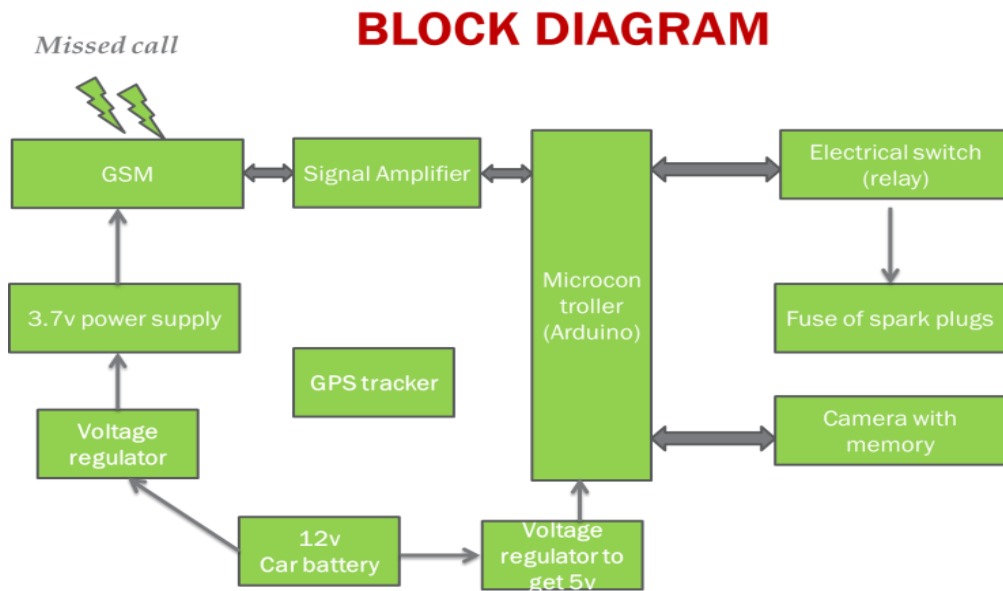 BLOCK DIAGRAM
Missed call
GSM
Signal Amplifier
Microcon
troller
(Arduino)
Electrical switch
(relay)
3.7v power supply
Fuse of spark plugs
GPS tracker
Voltage
regulator
Camera with
memory
12v
Car battery
Voltage
regulator to
get 5v